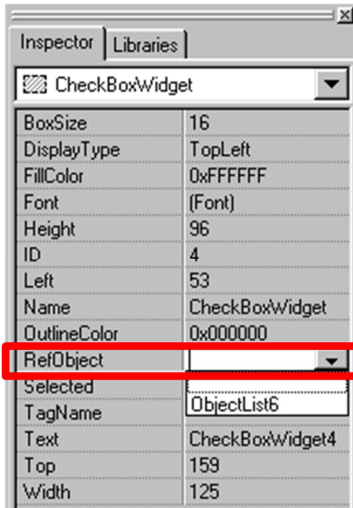 Inspector Libraries
CheckBoxWidget
BoxSize 16
DisplayType TopLeft
FillColor 0xFFFFFF
Font (Font)
Height 96
ID 4
Left 53
Name CheckBoxWidget
OutlineColor 0x000000
RefObject
Selected
ObjectList6
TagName
Text CheckBoxWidget4
Top 159
Width 125